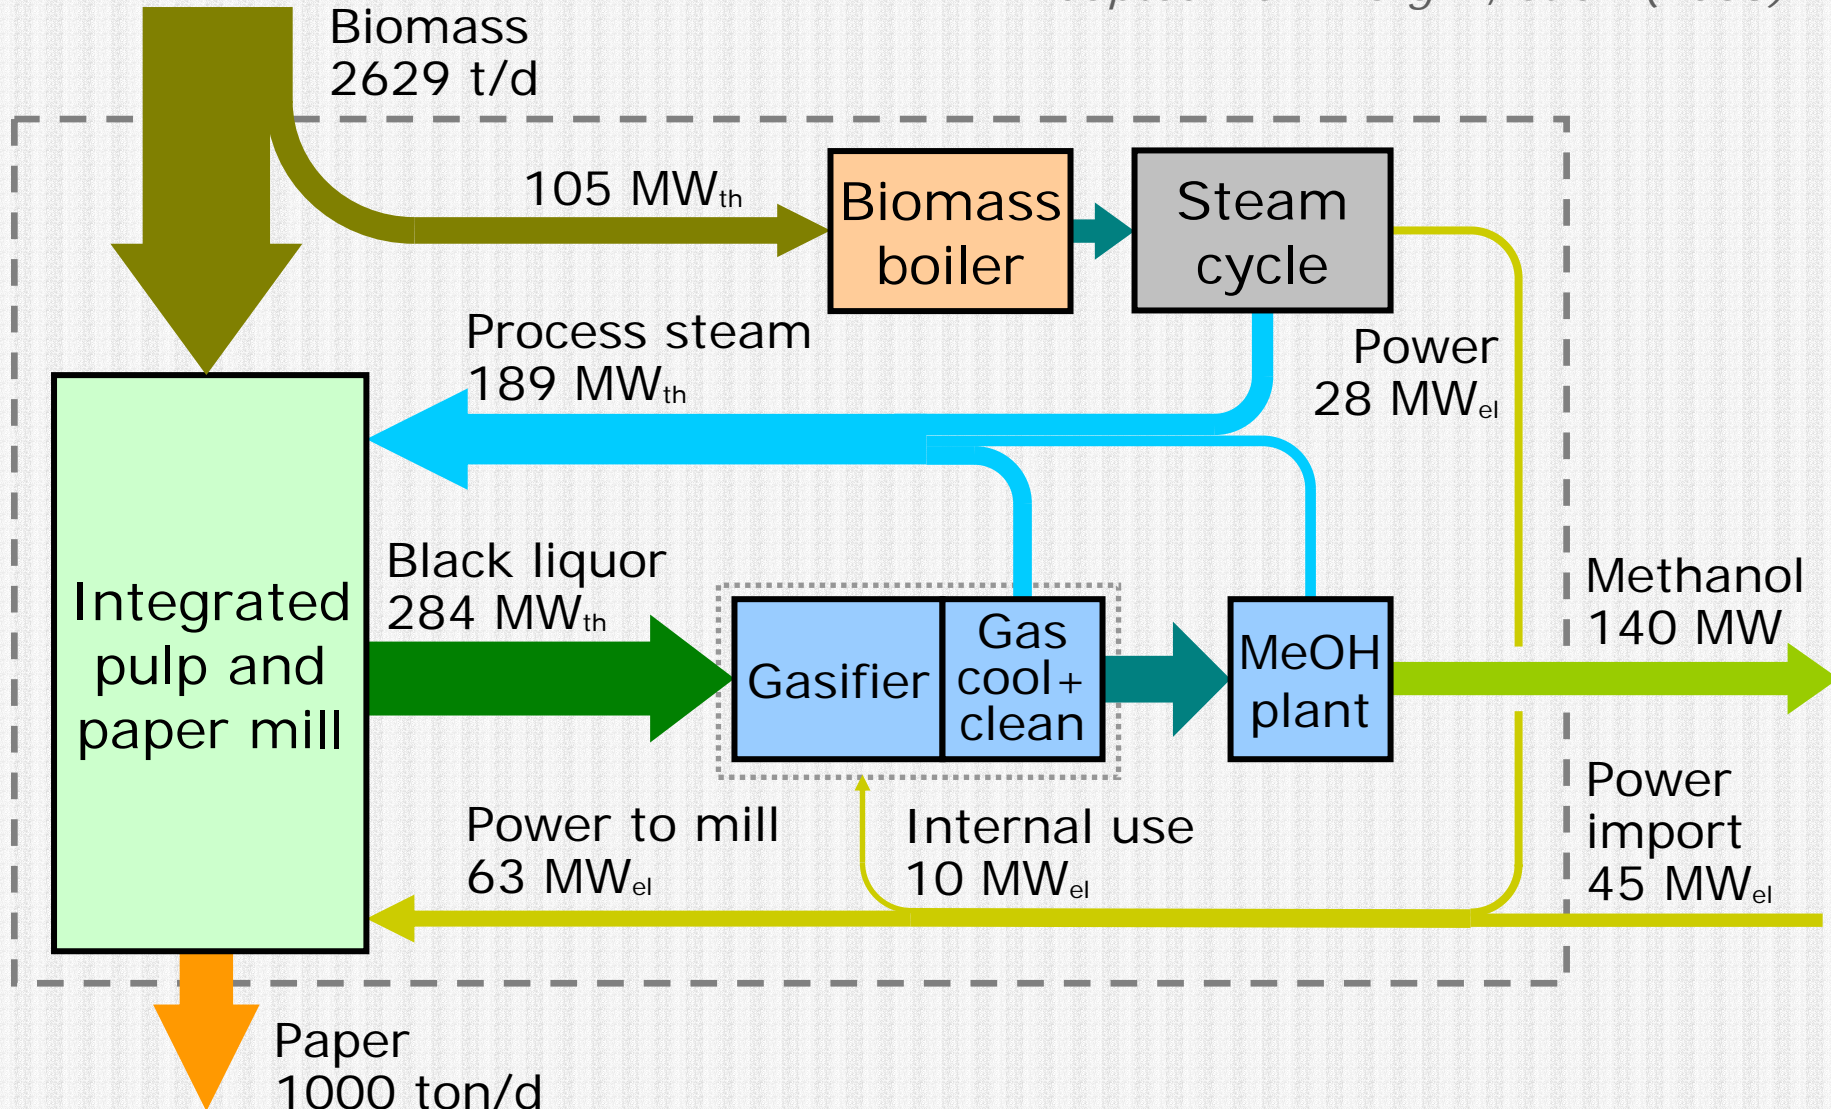 Biomass
2629 t/d
105 MWth
Biomass
boiler
Steam
cycle
Process steam
189 MWth
Power
28 MWel
Integrated
pulp and
paper mill
Black liquor
284 MWth
Gasifier
Gas
cool+
clean
MeOH
plant
Methanol
140 MW
Power to mill
63 MWel
Internal use
10 MWel
Power
import
45 MWel
Paper
1000 ton/d